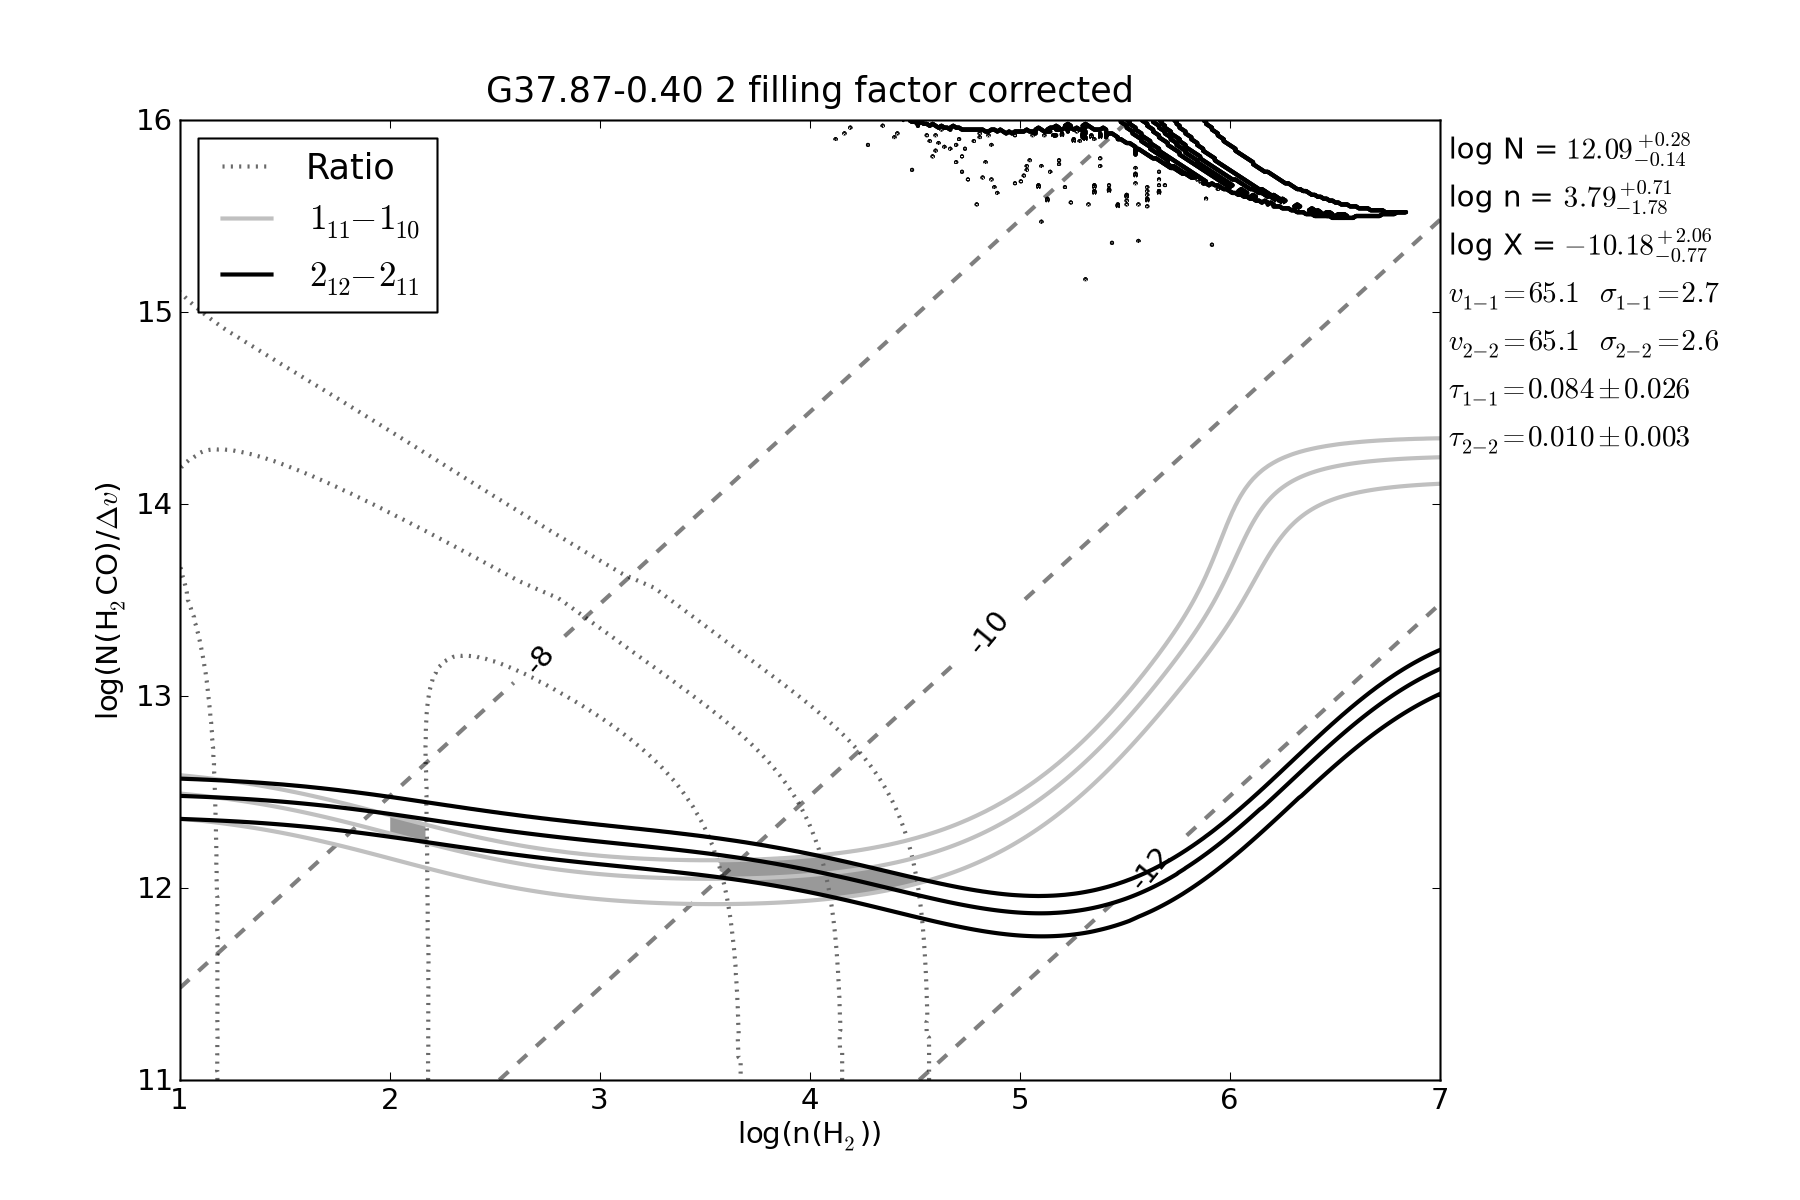 G37.87-0.40 2 filling factor corrected
Ratio
1₁₁−1₁₀
2₁₂−2₁₁
log N = 12.09 +0.28 −0.14
log n = 3.79 +0.71 −1.78
log X = −10.18 +2.06 −0.77
v₁₋₁=65.1 σ₁₋₁=2.7
v₂₋₂=65.1 σ₂₋₂=2.6
τ₁₋₁=0.084±0.026
τ₂₋₂=0.010±0.003
16
15
14
13
12
11
log(N(H₂CO)/Δv)
-8
-10
-12
1 2 3 4 5 6 7
log(n(H₂))